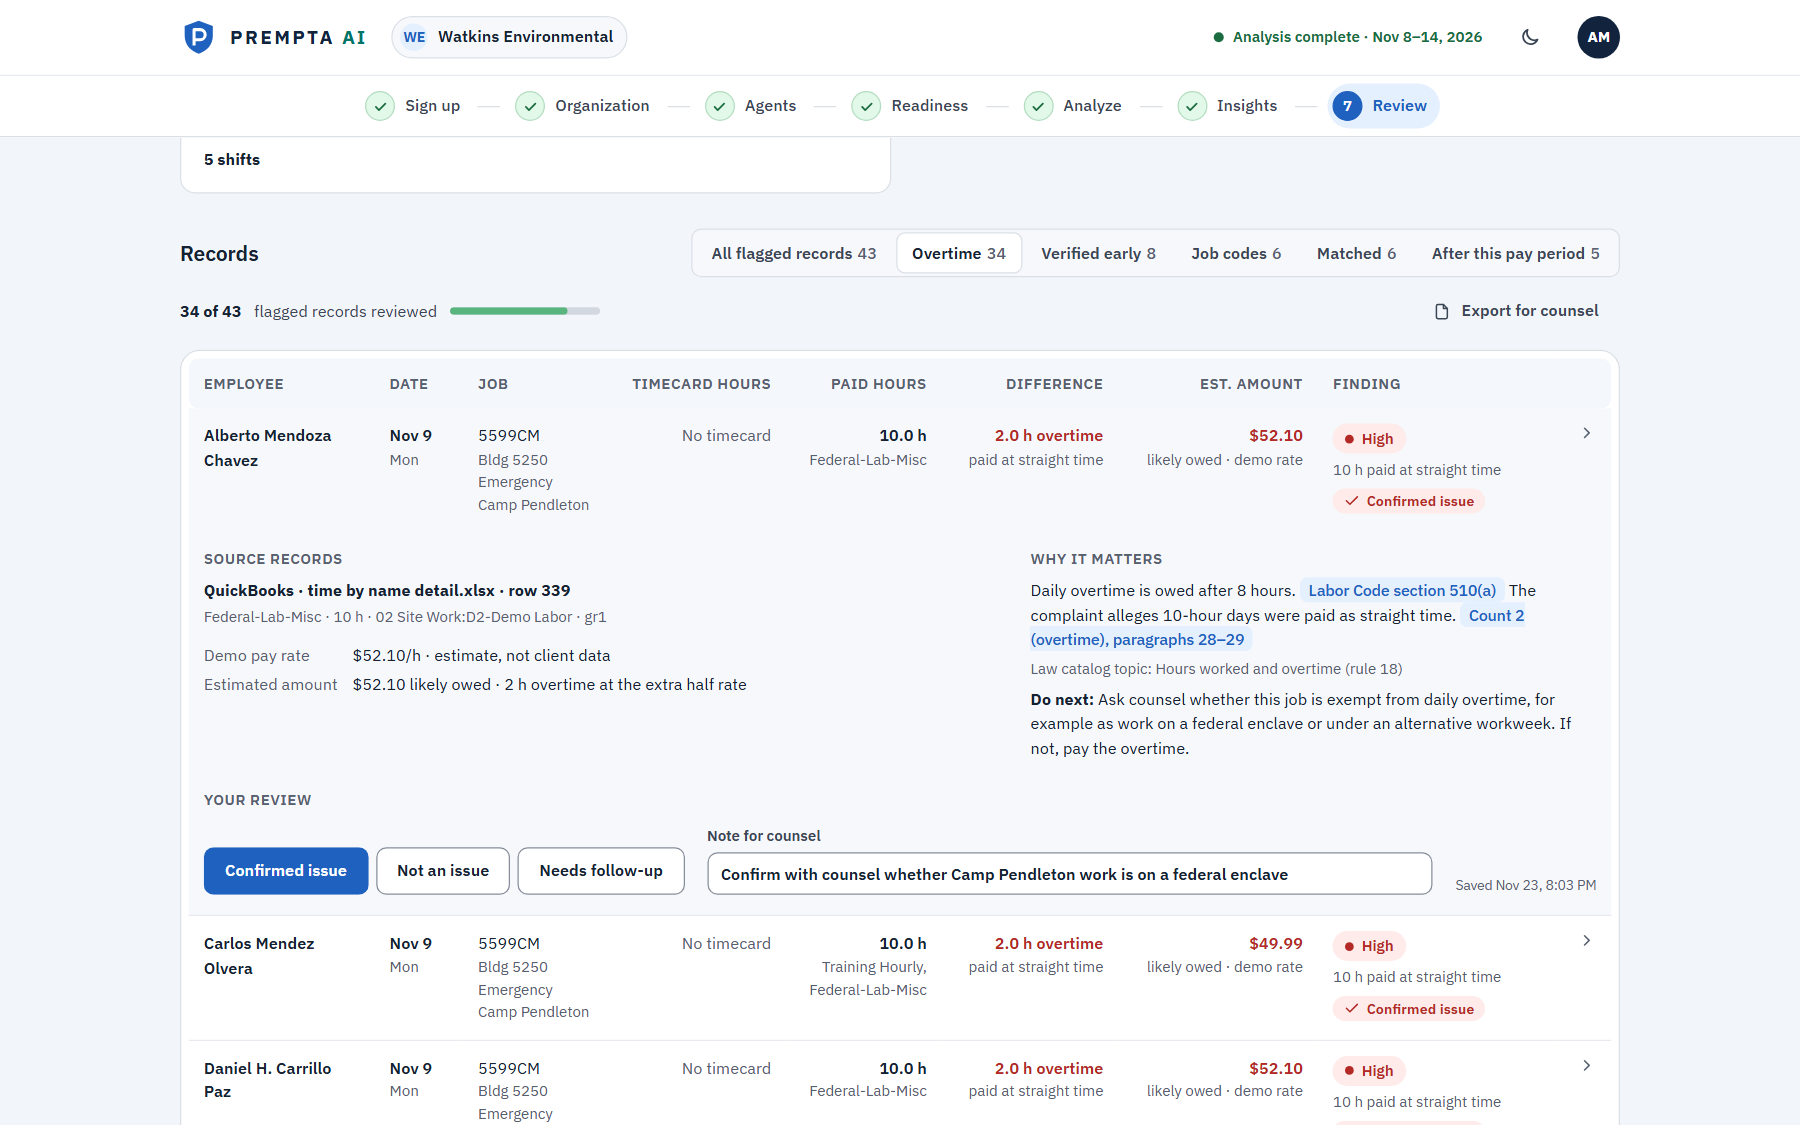 PREMPTA AI
WE Watkins Environmental
Analysis complete · Nov 8–14, 2026
AM
Sign up
Organization
Agents
Readiness
Analyze
Insights
7 Review
5 shifts
Records
All flagged records 43
Overtime 34
Verified early 8
Job codes 6
Matched 6
After this pay period 5
34 of 43 flagged records reviewed
Export for counsel
EMPLOYEE DATE JOB TIMECARD HOURS PAID HOURS DIFFERENCE EST. AMOUNT FINDING
Alberto Mendoza Nov 9 5599CM No timecard 10.0 h 2.0 h overtime $52.10 High
Chavez Mon Bldg 5250 Federal-Lab-Misc paid at straight time likely owed · demo rate 10 h paid at straight time
Emergency
Camp Pendleton Confirmed issue
SOURCE RECORDS
QuickBooks · time by name detail.xlsx · row 339
Federal-Lab-Misc · 10 h · 02 Site Work:D2-Demo Labor · gr1
Demo pay rate $52.10/h · estimate, not client data
Estimated amount $52.10 likely owed · 2 h overtime at the extra half rate
WHY IT MATTERS
Daily overtime is owed after 8 hours. Labor Code section 510(a) The
complaint alleges 10-hour days were paid as straight time. Count 2
(overtime), paragraphs 28–29
Law catalog topic: Hours worked and overtime (rule 18)
Do next: Ask counsel whether this job is exempt from daily overtime, for
example as work on a federal enclave or under an alternative workweek. If
not, pay the overtime.
YOUR REVIEW
Note for counsel
Confirmed issue
Not an issue
Needs follow-up
Confirm with counsel whether Camp Pendleton work is on a federal enclave
Saved Nov 23, 8:03 PM
Carlos Mendez Nov 9 5599CM No timecard 10.0 h 2.0 h overtime $49.99 High
Olvera Mon Bldg 5250 Training Hourly, paid at straight time likely owed · demo rate 10 h paid at straight time
Emergency Federal-Lab-Misc
Camp Pendleton Confirmed issue
Daniel H. Carrillo Nov 9 5599CM No timecard 10.0 h 2.0 h overtime $52.10 High
Paz Mon Bldg 5250 Federal-Lab-Misc paid at straight time likely owed · demo rate 10 h paid at straight time
Emergency